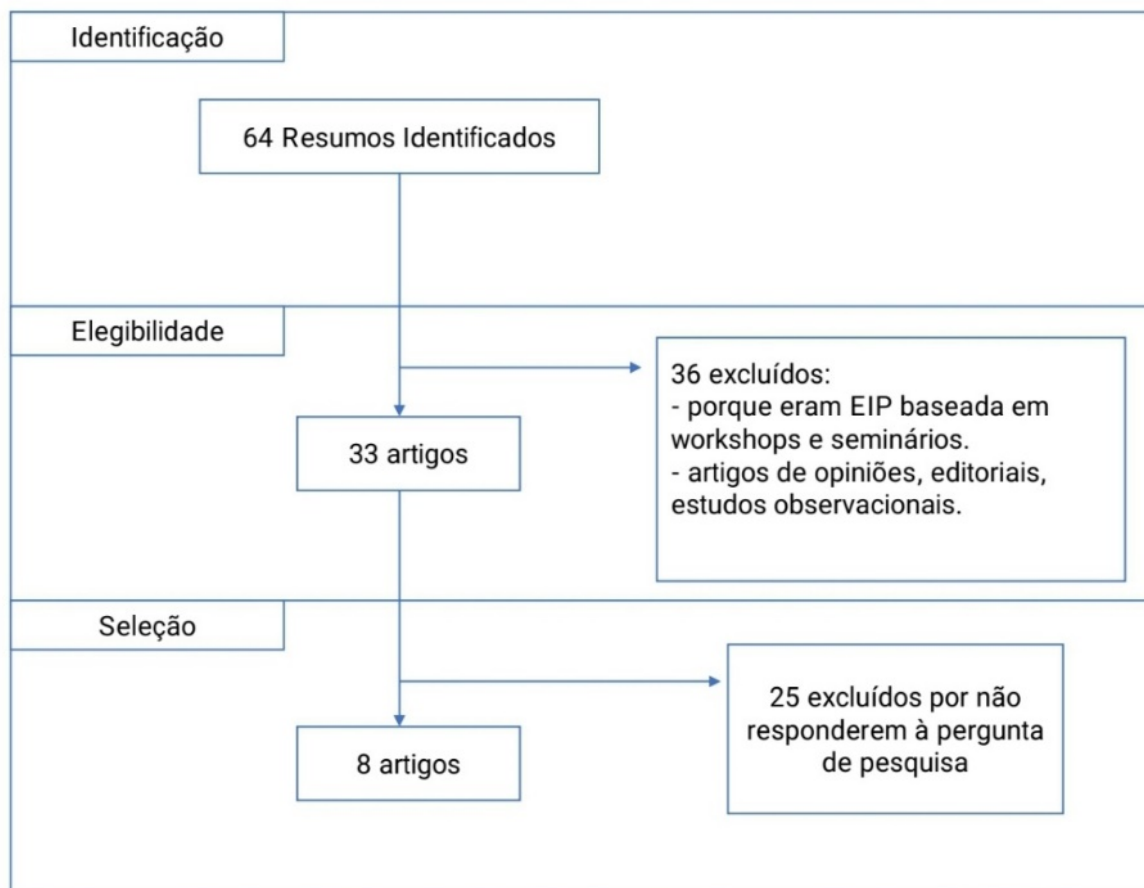 Identificação
64 Resumos Identificados
Elegibilidade
36 excluídos:
- porque eram EIP baseada em
workshops e seminários.
- artigos de opiniões, editoriais,
estudos observacionais.
33 artigos
Seleção
25 excluídos por não
responderem à pergunta
de pesquisa
8 artigos